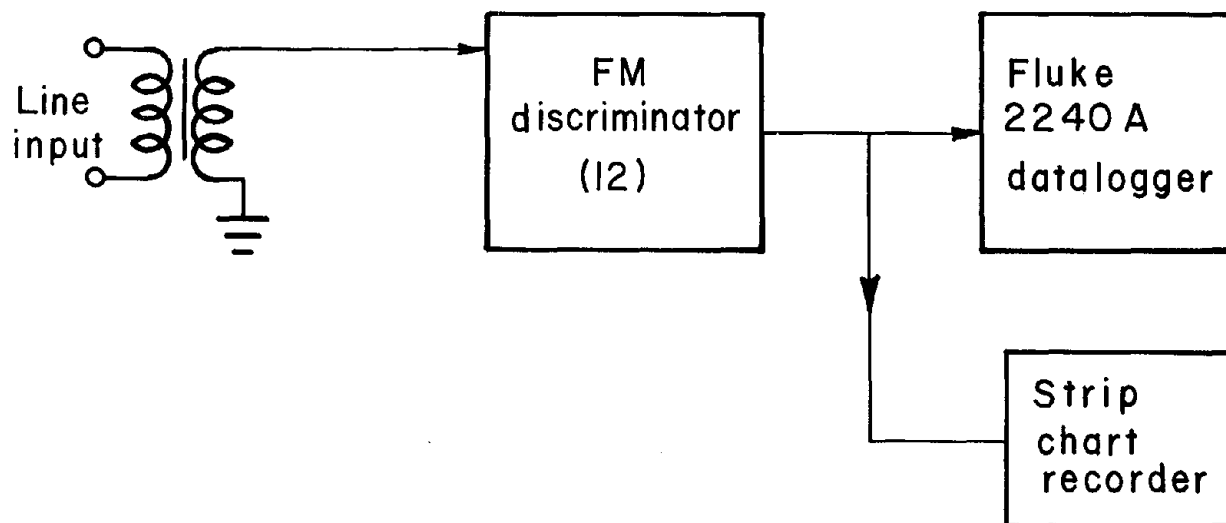 Line
input
FM
discriminator
(12)
Fluke
2240 A
datalogger
Strip
chart
recorder